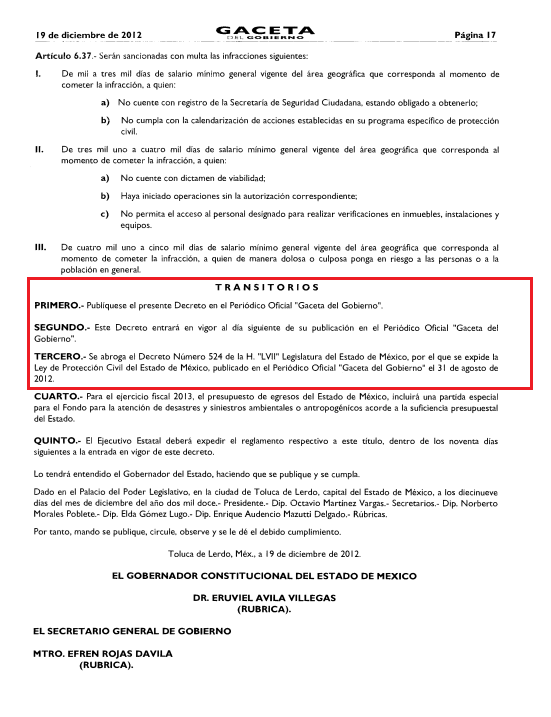 19 de diciembre de 2012
GACETA
DEL GOBIERNO
Página 17
Artículo 6.37.- Serán sancionadas con multa las infracciones siguientes:
I. De mil a tres mil días de salario mínimo general vigente del área geográfica que corresponda al momento de
cometer la infracción, a quien:
a) No cuente con registro de la Secretaría de Seguridad Ciudadana, estando obligado a obtenerlo;
b) No cumpla con la calendarización de acciones establecidas en su programa específico de protección
civil.
II. De tres mil uno a cuatro mil días de salario mínimo general vigente del área geográfica que corresponda al
momento de cometer la infracción, a quien:
a) No cuente con dictamen de viabilidad;
b) Haya iniciado operaciones sin la autorización correspondiente;
c) No permita el acceso al personal designado para realizar verificaciones en inmuebles, instalaciones y
equipos.
III. De cuatro mil uno a cinco mil días de salario mínimo general vigente del área geográfica que corresponda al
momento de cometer la infracción, a quien de manera dolosa o culposa ponga en riesgo a las personas o a la
población en general.
T R A N S I T O R I O S
PRIMERO.- Publíquese el presente Decreto en el Periódico Oficial "Gaceta del Gobierno".
SEGUNDO.- Este Decreto entrará en vigor al día siguiente de su publicación en el Periódico Oficial "Gaceta del
Gobierno".
TERCERO.- Se abroga el Decreto Número 524 de la H. "LVII" Legislatura del Estado de México, por el que se expide la
Ley de Protección Civil del Estado de México, publicado en el Periódico Oficial "Gaceta del Gobierno" el 31 de agosto de
2012.
CUARTO.- Para el ejercicio fiscal 2013, el presupuesto de egresos del Estado de México, incluirá una partida especial
para el Fondo para la atención de desastres y siniestros ambientales o antropogénicos acorde a la suficiencia presupuestal
del Estado.
QUINTO.- El Ejecutivo Estatal deberá expedir el reglamento respectivo a este título, dentro de los noventa días
siguientes a la entrada en vigor de este decreto.
Lo tendrá entendido el Gobernador del Estado, haciendo que se publique y se cumpla.
Dado en el Palacio del Poder Legislativo, en la ciudad de Toluca de Lerdo, capital del Estado de México, a los diecinueve
días del mes de diciembre del año dos mil doce.- Presidente.- Dip. Octavio Martínez Vargas.- Secretarios.- Dip. Norberto
Morales Poblete.- Dip. Elda Gómez Lugo.- Dip. Enrique Audencio Mazutti Delgado.- Rúbricas.
Por tanto, mando se publique, circule, observe y se le dé el debido cumplimiento.
Toluca de Lerdo, Méx., a 19 de diciembre de 2012.
EL GOBERNADOR CONSTITUCIONAL DEL ESTADO DE MEXICO
DR. ERUVIEL AVILA VILLEGAS
(RUBRICA).
EL SECRETARIO GENERAL DE GOBIERNO
MTRO. EFREN ROJAS DAVILA
(RUBRICA).